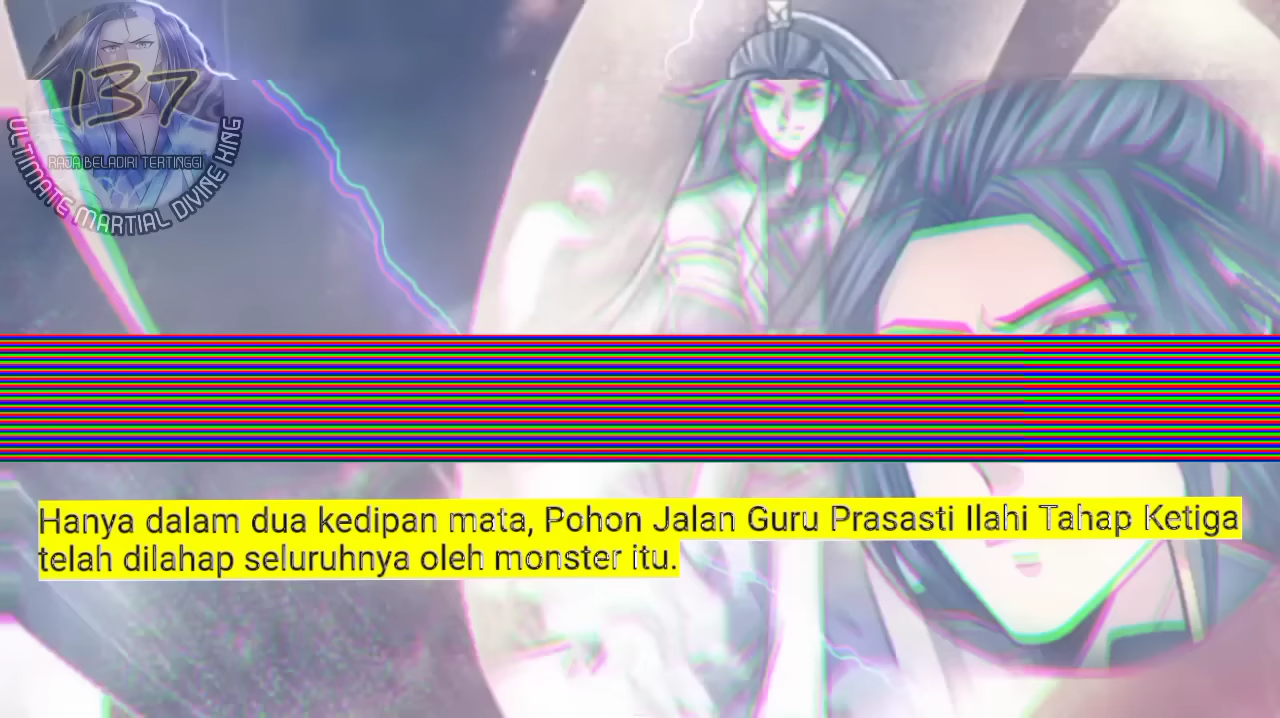 137
RAJA BELADIRI TERTINGGI
ULTIMATE MARTIAL DIVINE KING
Hanya dalam dua kedipan mata, Pohon Jalan Guru Prasasti Ilahi Tahap Ketiga
telah dilahap seluruhnya oleh monster itu.